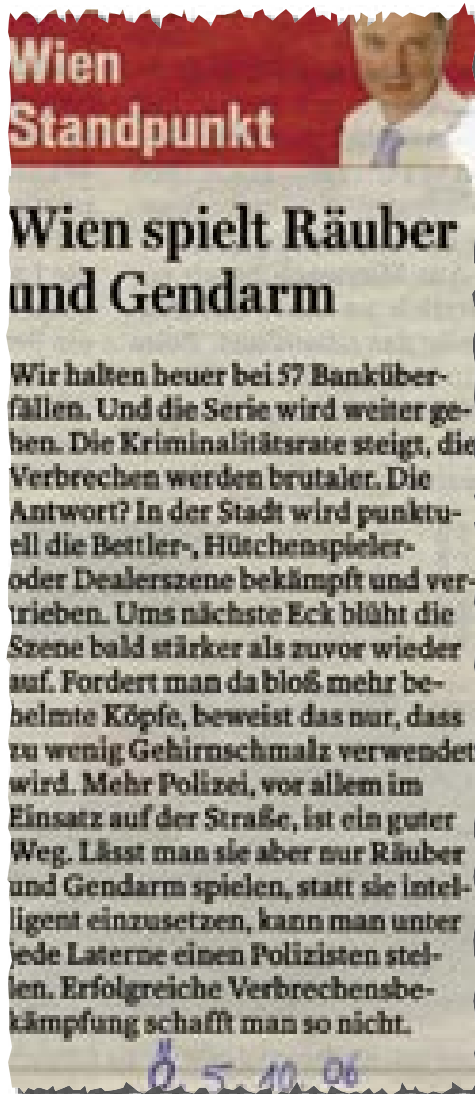 Wien
Standpunkt
Wien spielt Räuber
und Gendarm
Wir halten heuer bei 57 Banküber-
fällen. Und die Serie wird weiter ge-
hen. Die Kriminalitätsrate steigt, die
Verbrechen werden brutaler. Die
Antwort? In der Stadt wird punktu-
ell die Bettler-, Hütchenspieler-
oder Dealerszene bekämpft und ver-
trieben. Ums nächste Eck blüht die
Szene bald stärker als zuvor wieder
auf. Fordert man da bloß mehr be-
helmte Köpfe, beweist das nur, dass
zu wenig Gehirnschmalz verwendet
wird. Mehr Polizei, vor allem im
Einsatz auf der Straße, ist ein guter
Weg. Lässt man sie aber nur Räuber
und Gendarm spielen, statt sie intel-
ligent einzusetzen, kann man unter
jede Laterne einen Polizisten stel-
len. Erfolgreiche Verbrechensbe-
kämpfung schafft man so nicht.
Ö. 5. 10. 06